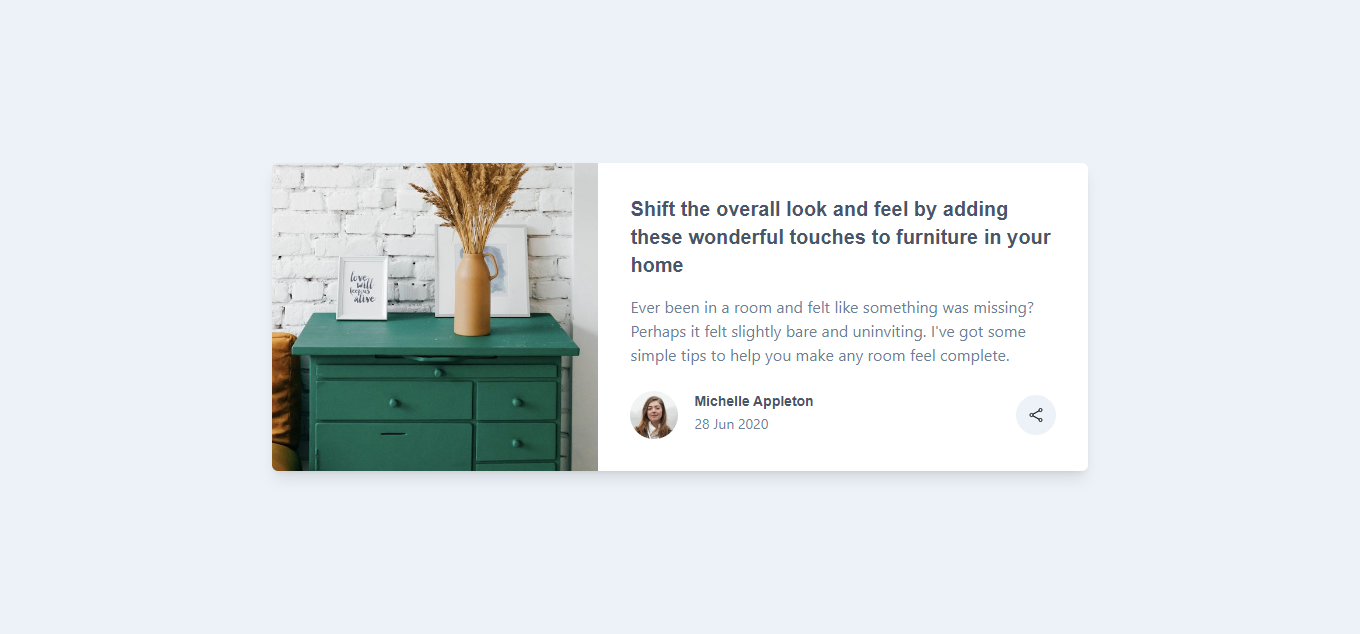 love
will
keep us
alive
Shift the overall look and feel by adding
these wonderful touches to furniture in your
home
Ever been in a room and felt like something was missing?
Perhaps it felt slightly bare and uninviting. I've got some
simple tips to help you make any room feel complete.
Michelle Appleton
28 Jun 2020